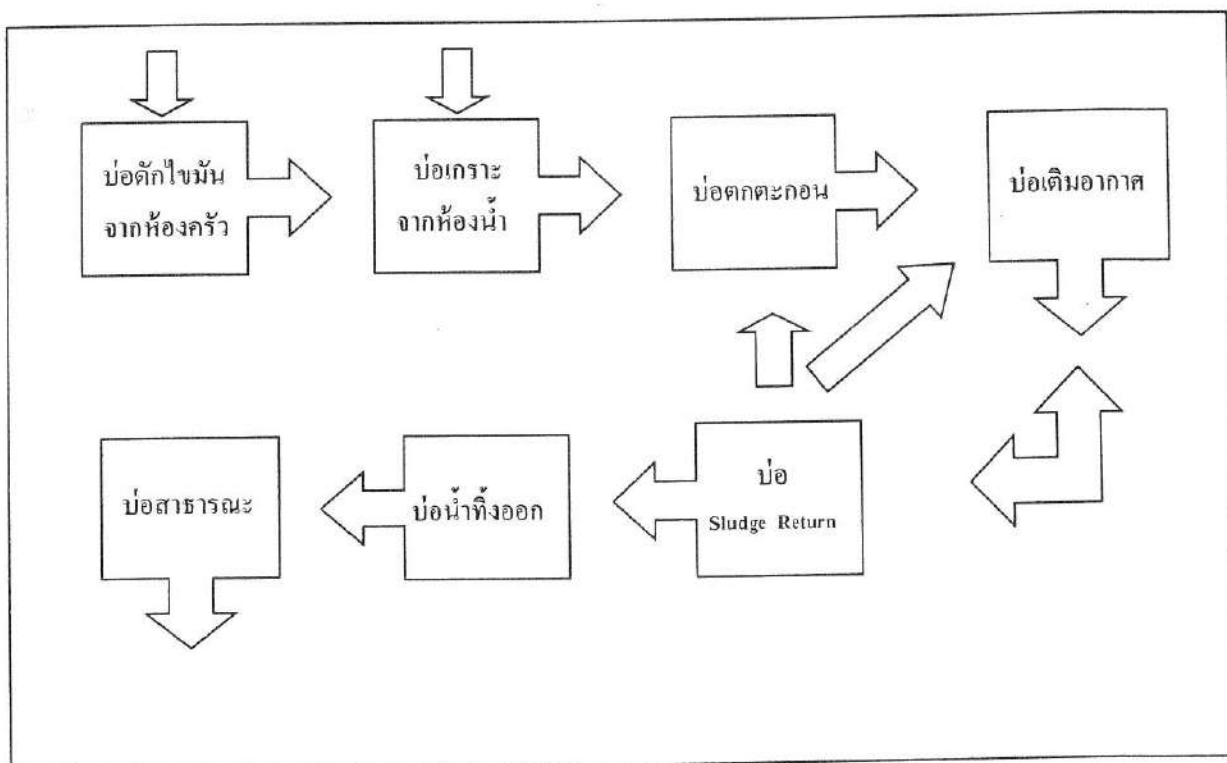 บ่อดักไขมัน
จากห้องครัว
บ่อเกราะ
จากห้องน้ำ
บ่อตกตะกอน
บ่อเติมอากาศ
บ่อสาธารณะ
บ่อน้ำทิ้งออก
บ่อ
Sludge Return